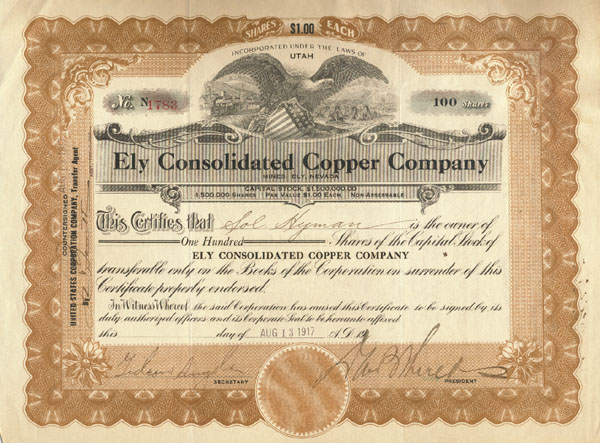 SHARES $1.00 EACH
INCORPORATED UNDER THE LAWS OF
UTAH
No. N1783
100 Shares
Ely Consolidated Copper Company
MINES, ELY, NEVADA
CAPITAL STOCK, $1,500,000.00
1,500,000 SHARES PAR VALUE $1.00 EACH NON-ASSESSABLE
This Certifies that Sol Hyman is the owner of
One Hundred Shares of the Capital Stock of
ELY CONSOLIDATED COPPER COMPANY
transferable only in the Books of the Corporation on surrender of this
Certificate properly endorsed.
In Witness Whereof the said Corporation has caused this Certificate to be signed by its
duly authorized officers and its Corporate Seal to be hereunto affixed
this day of AUG 13 1917 A.D. 19
SECRETARY
PRESIDENT
COUNTERSIGNED
UNITED STATES CORPORATION COMPANY, Transfer Agent
By